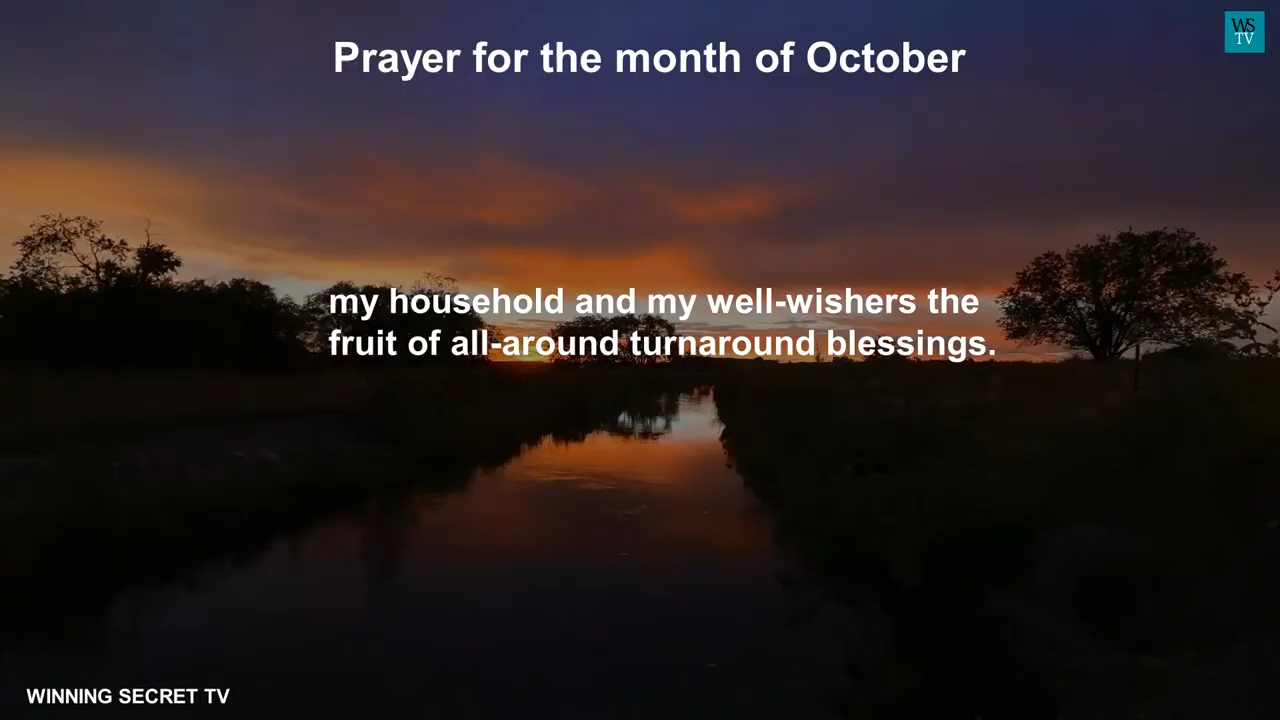 WS
TV
Prayer for the month of October
my household and my well-wishers the
fruit of all-around turnaround blessings.
WINNING SECRET TV